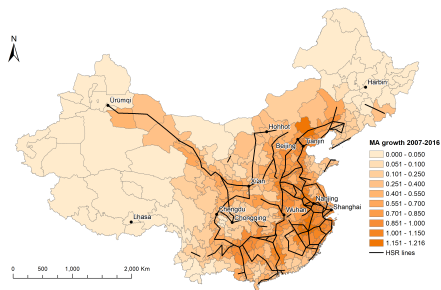 N
Urumqi
Harbin
Hohhot
Beijing
Tianjin
Xian
Nanjing
Shanghai
Chengdu
Wuhan
Chongqing
Lhasa
MA growth 2007-2016
0.000 - 0.050
0.051 - 0.100
0.101 - 0.250
0.251 - 0.400
0.401 - 0.550
0.551 - 0.700
0.701 - 0.850
0.851 - 1.000
1.001 - 1.150
1.151 - 1.216
HSR lines
0 500 1,000 2,000 Km